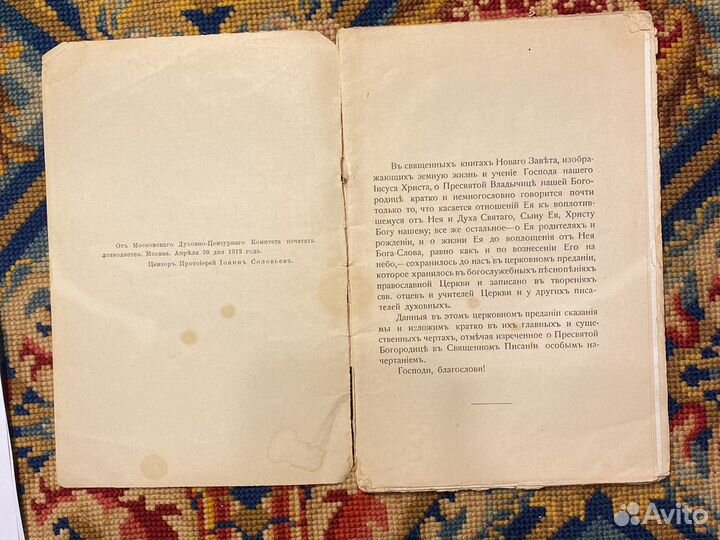 Отъ Московскаго Духовно-Цензурнаго Комитета печатать
дозволяется. Москва. Апрѣля 30 дня 1912 года.
Цензоръ Протоіерей Іоаннъ Соловьевъ.
Въ священныхъ книгахъ Новаго Завѣта, изобра-
жающихъ земную жизнь и ученіе Господа нашего
Іисуса Христа, о Пресвятой Владычицѣ нашей Бого-
родицѣ кратко и немногословно говорится почти
только то, что касается отношеній Ея къ воплотив-
шемуся отъ Нея и Духа Святаго, Сыну Ея, Христу
Богу нашему; все же остальное—о Ея родителяхъ и
рожденіи, и о жизни Ея до воплощенія отъ Нея
Бога-Слова, равно какъ и по вознесеніи Его на
небо,—сохранилось до насъ въ церковномъ преданіи,
которое хранилось въ богослужебныхъ пѣснопѣніяхъ
православной Церкви и записано въ твореніяхъ
свв. отцевъ и учителей Церкви и у другихъ писа-
телей духовныхъ.
Данныя въ этомъ церковномъ преданіи сказанія
мы и изложимъ кратко въ ихъ главныхъ и суще-
ственныхъ чертахъ, отмѣчая изреченное о Пресвятой
Богородицѣ въ Священномъ Писаніи особымъ на-
чертаніемъ.
Господи, благослови!
Avito